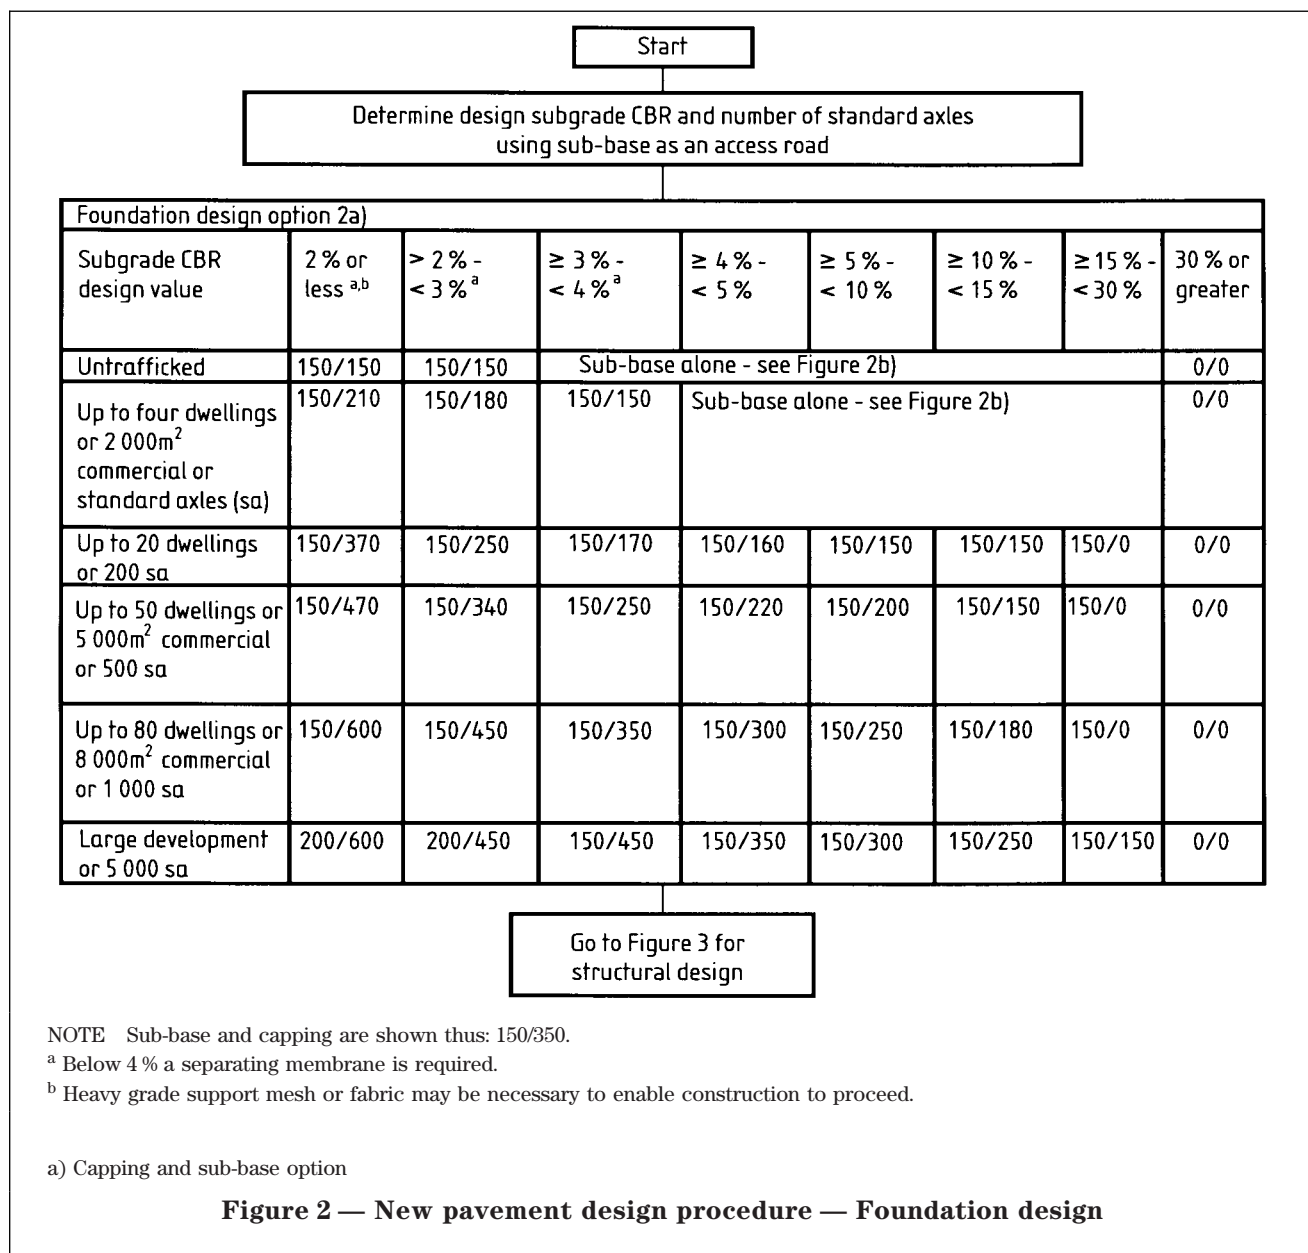 Start
Determine design subgrade CBR and number of standard axles
using sub-base as an access road
Foundation design option 2a)
Subgrade CBR
design value
2 % or
less a,b
> 2 % -
< 3 % a
≥ 3 % -
< 4 % a
≥ 4 % -
< 5 %
≥ 5 % -
< 10 %
≥ 10 % -
< 15 %
≥ 15 % -
< 30 %
30 % or
greater
Untrafficked
150/150
150/150
Sub-base alone - see Figure 2b)
0/0
Up to four dwellings
or 2 000m²
commercial or
standard axles (sa)
150/210
150/180
150/150
Sub-base alone - see Figure 2b)
0/0
Up to 20 dwellings
or 200 sa
150/370
150/250
150/170
150/160
150/150
150/150
150/0
0/0
Up to 50 dwellings or
5 000m² commercial
or 500 sa
150/470
150/340
150/250
150/220
150/200
150/150
150/0
0/0
Up to 80 dwellings or
8 000m² commercial
or 1 000 sa
150/600
150/450
150/350
150/300
150/250
150/180
150/0
0/0
Large development
or 5 000 sa
200/600
200/450
150/450
150/350
150/300
150/250
150/150
0/0
Go to Figure 3 for
structural design
NOTE Sub-base and capping are shown thus: 150/350.
a Below 4 % a separating membrane is required.
b Heavy grade support mesh or fabric may be necessary to enable construction to proceed.
a) Capping and sub-base option
Figure 2 — New pavement design procedure — Foundation design